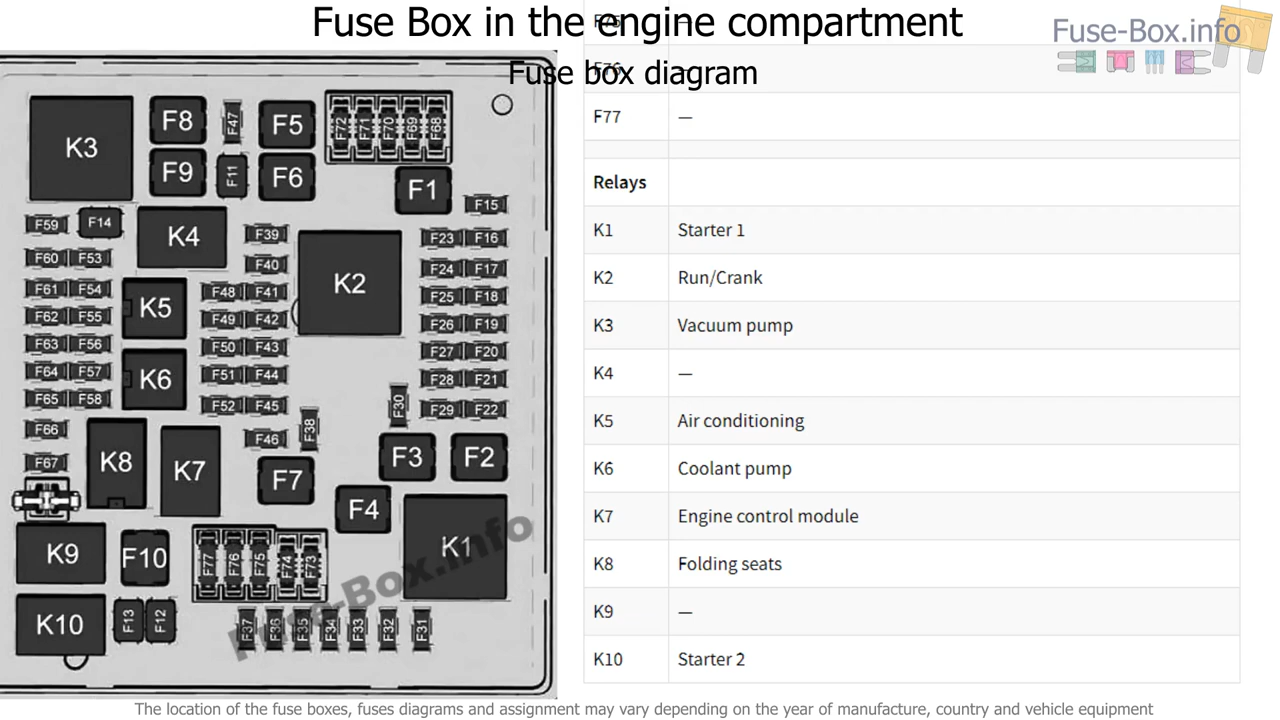 Fuse Box in the engine compartment
Fuse box diagram
Fuse-Box.info
K3
F8
F47
F5
F72
F71
F70
F69
F68
F9
F11
F6
F1
F15
F59
F14
K4
F39
F23
F16
K2
F60
F53
F40
F24
F17
F61
F54
K5
F48
F41
F25
F18
F62
F55
F49
F42
F26
F19
F63
F56
F50
F43
F27
F20
F64
F57
K6
F51
F44
F28
F21
F65
F58
F52
F45
F30
F29
F22
F66
F46
F38
F67
K8
K7
F7
F3
F2
F4
K9
F10
F77
F76
F75
F74
F73
K1
K10
F13
F12
F37
F36
F35
F34
F33
F32
F31
Fuse-Box.info
F75 —
F76
F77 —
Relays
K1 Starter 1
K2 Run/Crank
K3 Vacuum pump
K4 —
K5 Air conditioning
K6 Coolant pump
K7 Engine control module
K8 Folding seats
K9 —
K10 Starter 2
The location of the fuse boxes, fuses diagrams and assignment may vary depending on the year of manufacture, country and vehicle equipment